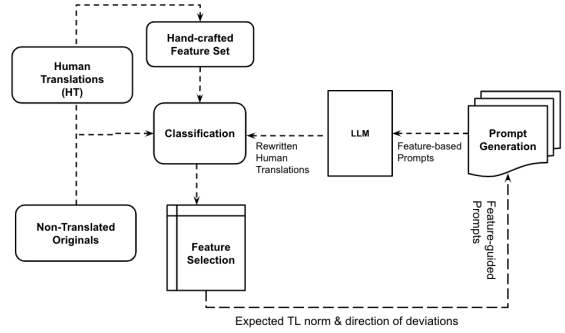 Hand-crafted
Feature Set
Human
Translations
(HT)
Classification
LLM
Prompt
Generation
Rewritten
Human
Translations
Feature-based
Prompts
Non-Translated
Originals
Feature
Selection
Feature-guided
Prompts
Expected TL norm & direction of deviations